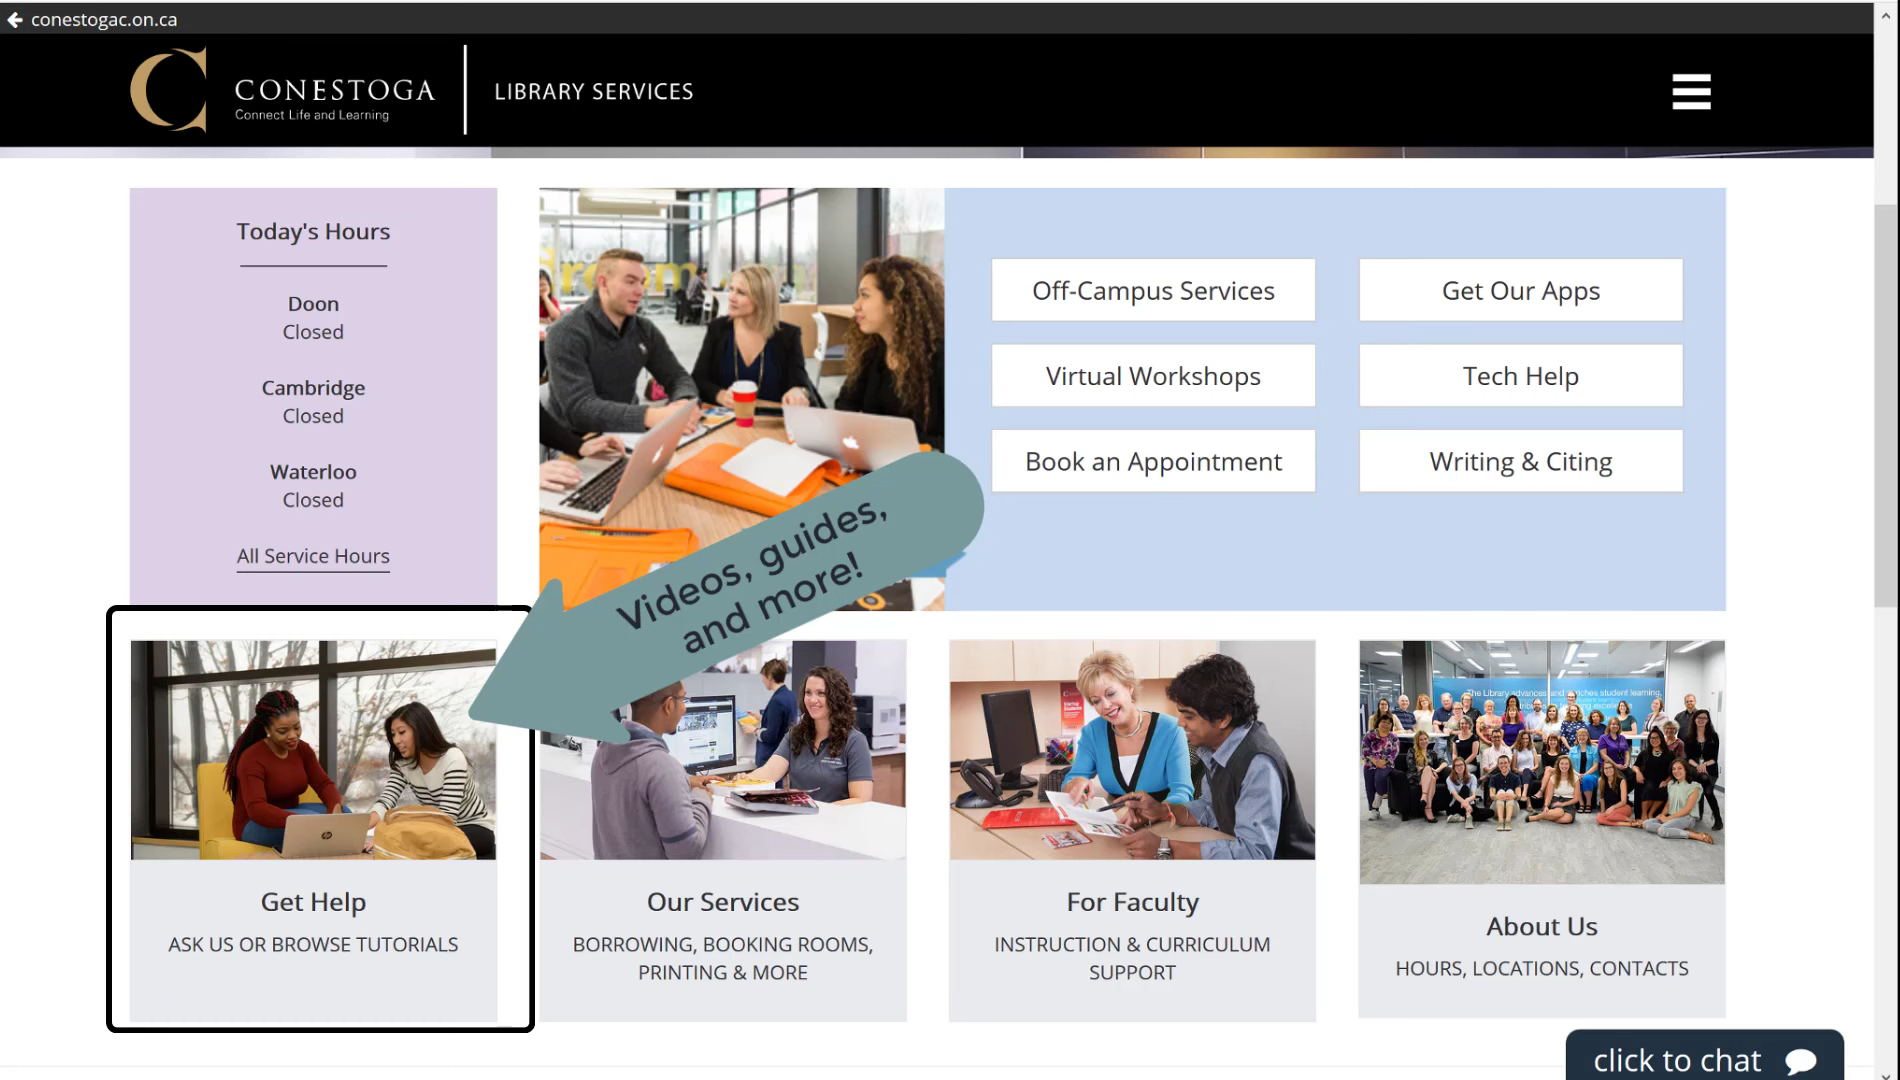 conestogac.on.ca
CONESTOGA
Connect Life and Learning
LIBRARY SERVICES
Today's Hours
Doon
Closed
Cambridge
Closed
Waterloo
Closed
All Service Hours
Off-Campus Services
Get Our Apps
Virtual Workshops
Tech Help
Book an Appointment
Writing & Citing
Videos, guides,
and more!
Get Help
ASK US OR BROWSE TUTORIALS
Our Services
BORROWING, BOOKING ROOMS,
PRINTING & MORE
For Faculty
INSTRUCTION & CURRICULUM
SUPPORT
About Us
HOURS, LOCATIONS, CONTACTS
click to chat